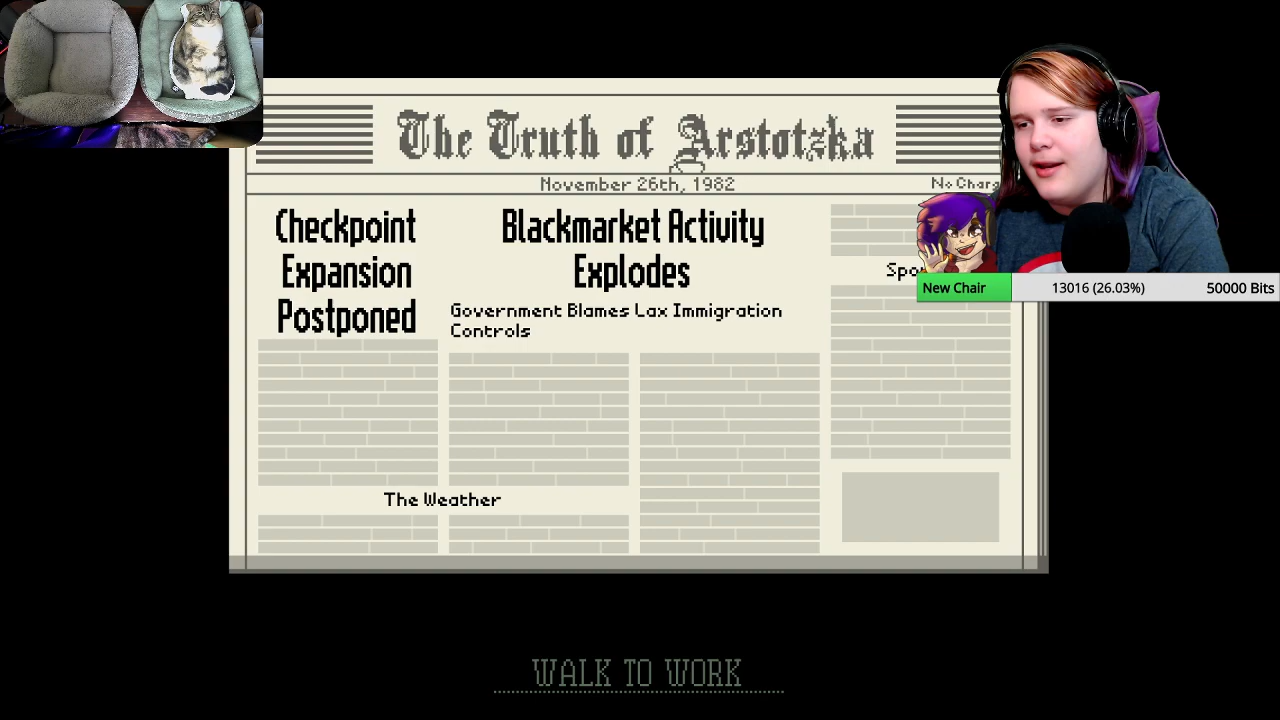 The Truth of Arstotzka
November 26th, 1982
Checkpoint
Expansion
Postponed
Blackmarket Activity
Explodes
Government Blames Lax Immigration
Controls
The Weather
New Chair
13016 (26.03%)
50000 Bits
WALK TO WORK